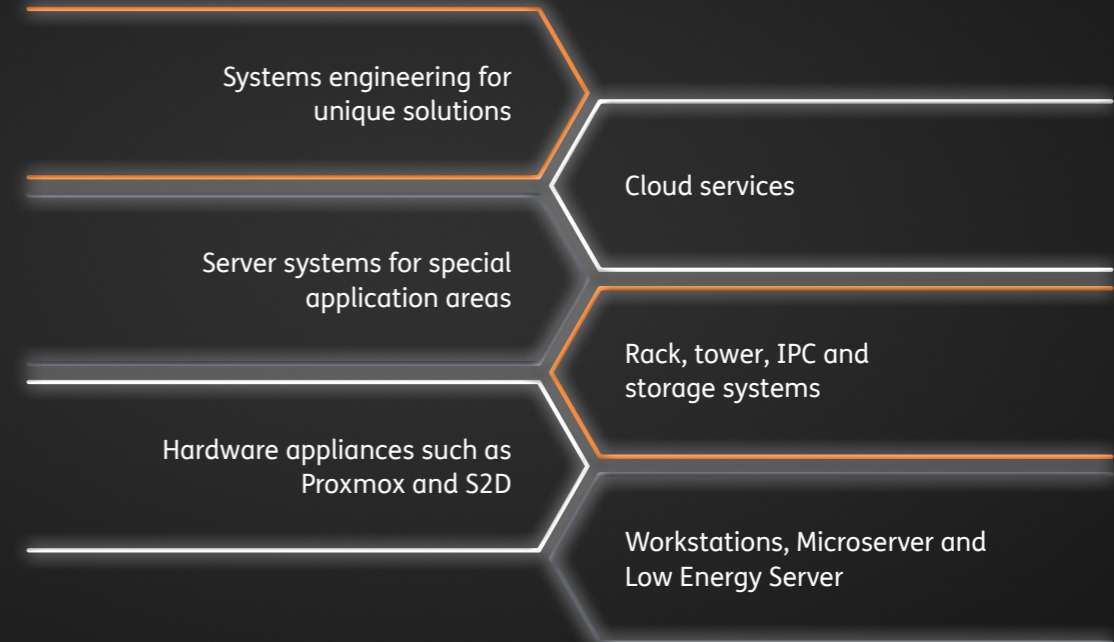 Systems engineering for
unique solutions
Cloud services
Server systems for special
application areas
Rack, tower, IPC and
storage systems
Hardware appliances such as
Proxmox and S2D
Workstations, Microserver and
Low Energy Server